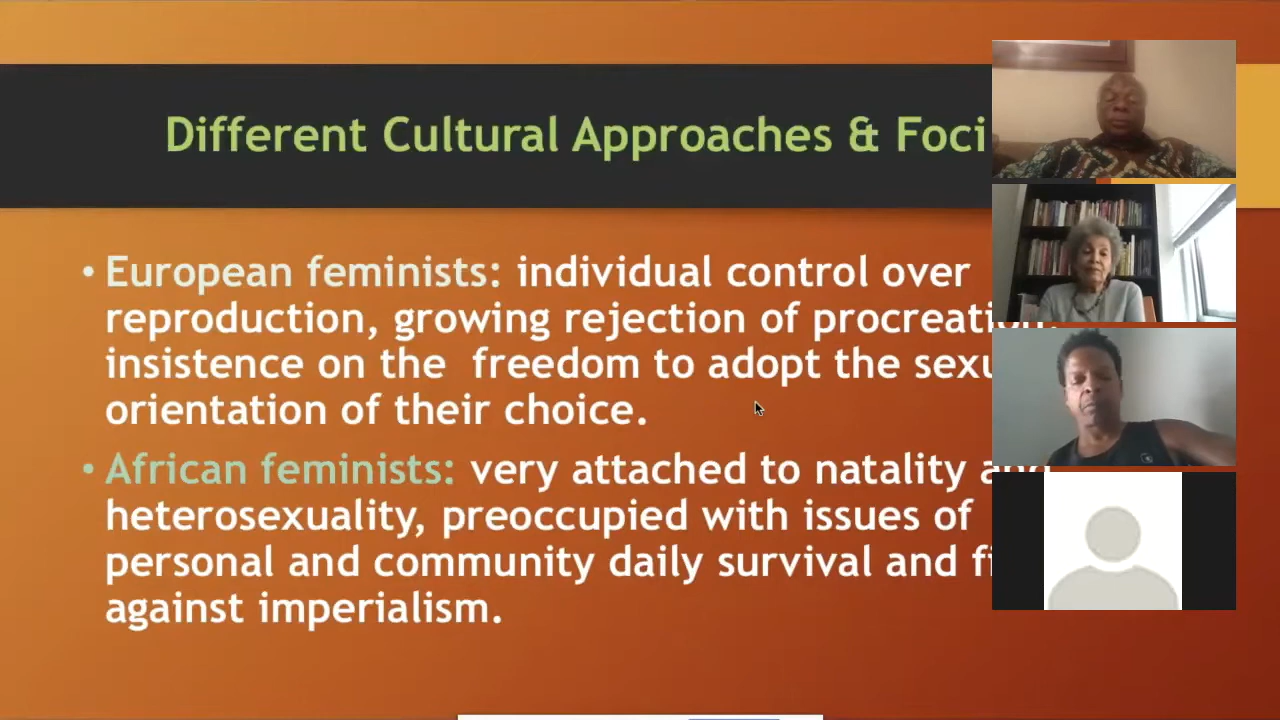 Different Cultural Approaches & Foci
• European feminists: individual control over
reproduction, growing rejection of procreation,
insistence on the freedom to adopt the
orientation of their choice.
• African feminists: very attached to natality and
heterosexuality, preoccupied with issues of
personal and community daily survival and
against imperialism.